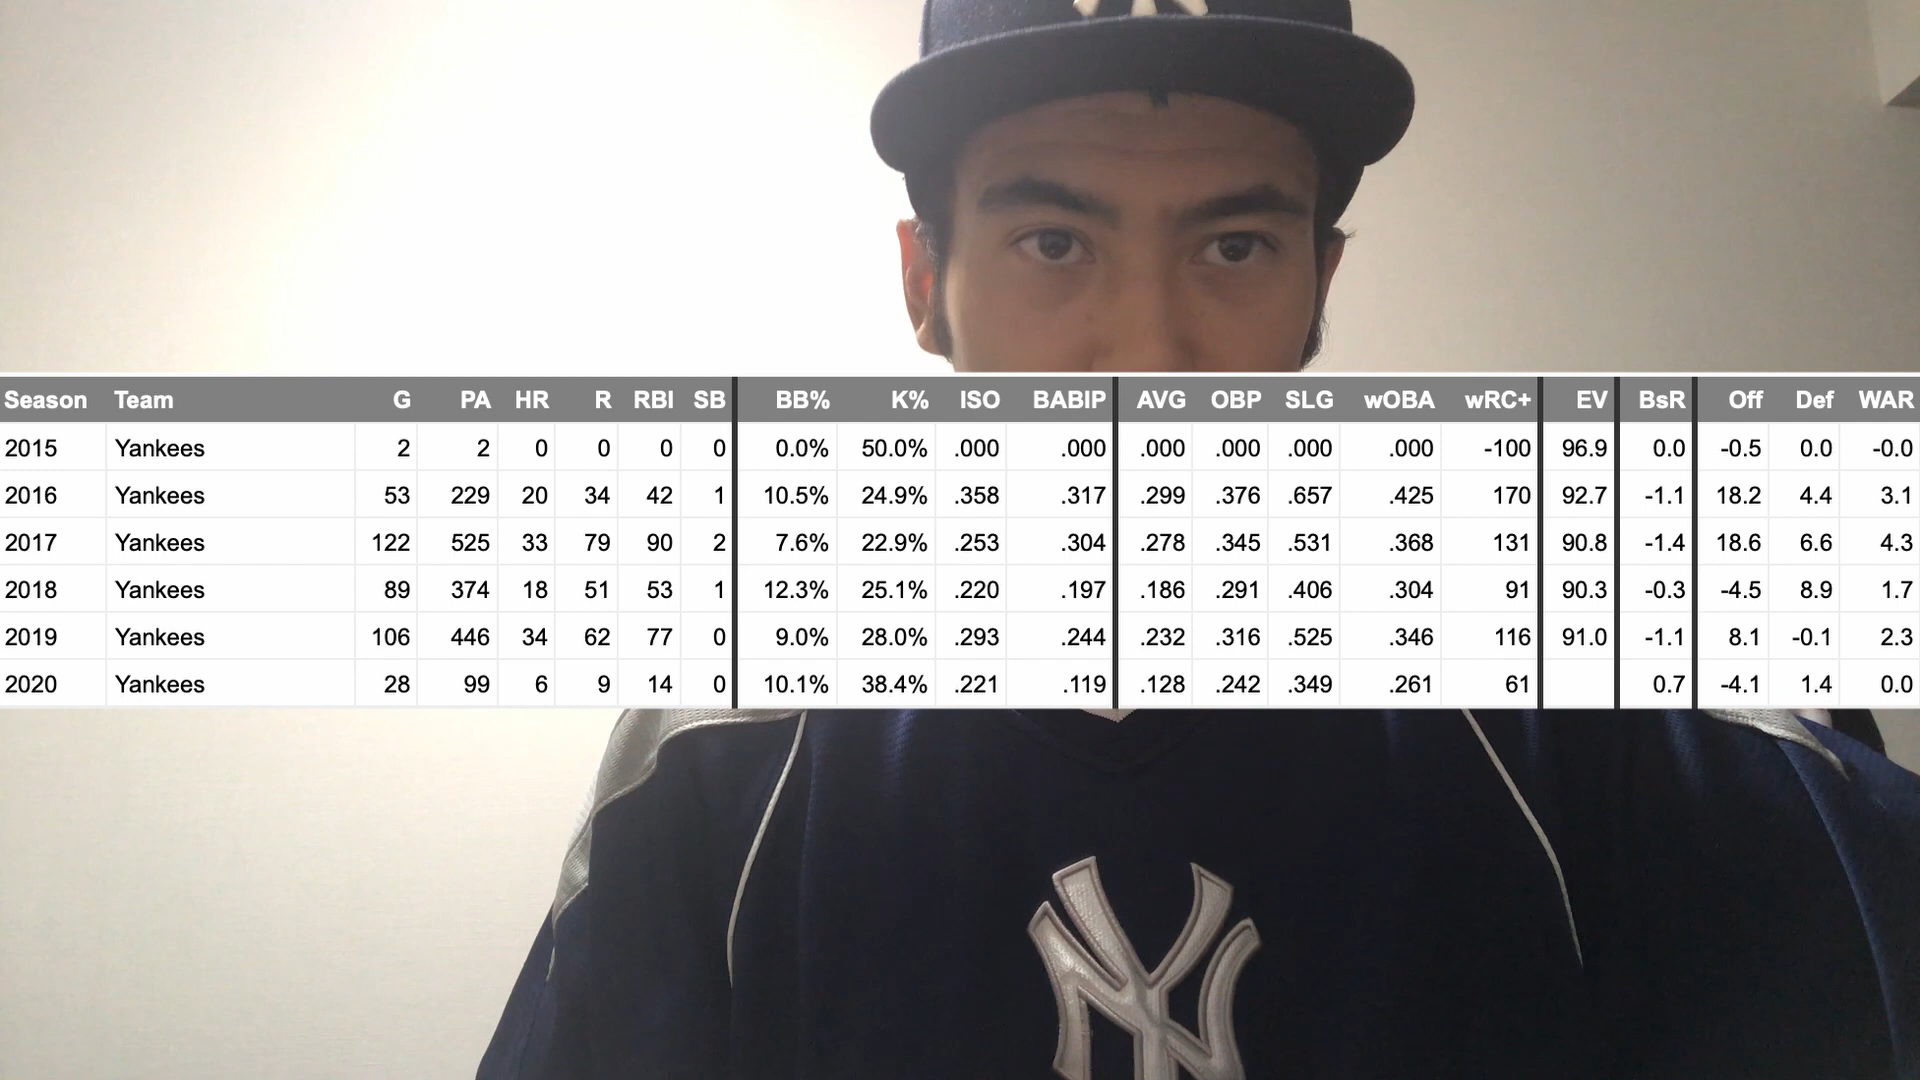 Season Team G PA HR R RBI SB BB% K% ISO BABIP AVG OBP SLG wOBA wRC+ EV BsR Off Def WAR
2015 Yankees 2 2 0 0 0 0 0.0% 50.0% .000 .000 .000 .000 .000 .000 -100 96.9 0.0 -0.5 0.0 -0.0
2016 Yankees 53 229 20 34 42 1 10.5% 24.9% .358 .317 .299 .376 .657 .425 170 92.7 -1.1 18.2 4.4 3.1
2017 Yankees 122 525 33 79 90 2 7.6% 22.9% .253 .304 .278 .345 .531 .368 131 90.8 -1.4 18.6 6.6 4.3
2018 Yankees 89 374 18 51 53 1 12.3% 25.1% .220 .197 .186 .291 .406 .304 91 90.3 -0.3 -4.5 8.9 1.7
2019 Yankees 106 446 34 62 77 0 9.0% 28.0% .293 .244 .232 .316 .525 .346 116 91.0 -1.1 8.1 -0.1 2.3
2020 Yankees 28 99 6 9 14 0 10.1% 38.4% .221 .119 .128 .242 .349 .261 61 0.7 -4.1 1.4 0.0
NY